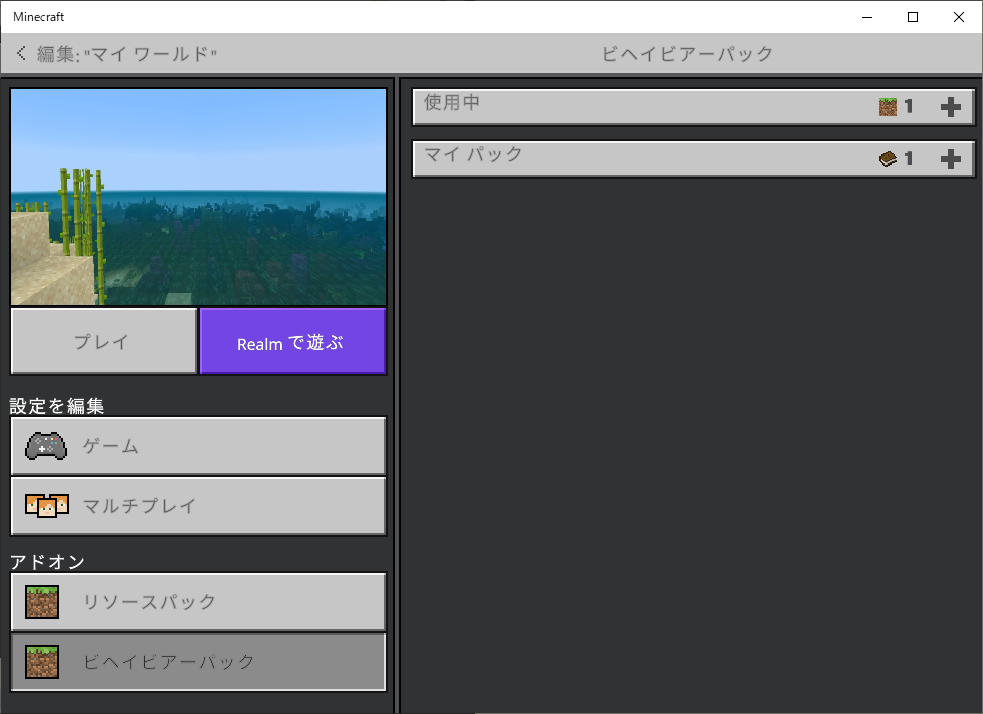 Minecraft
編集: "マイ ワールド"
ビヘイビアーパック
プレイ
Realm で遊ぶ
設定を編集
ゲーム
マルチプレイ
アドオン
リソースパック
ビヘイビアーパック
使用中
1
マイ パック
1